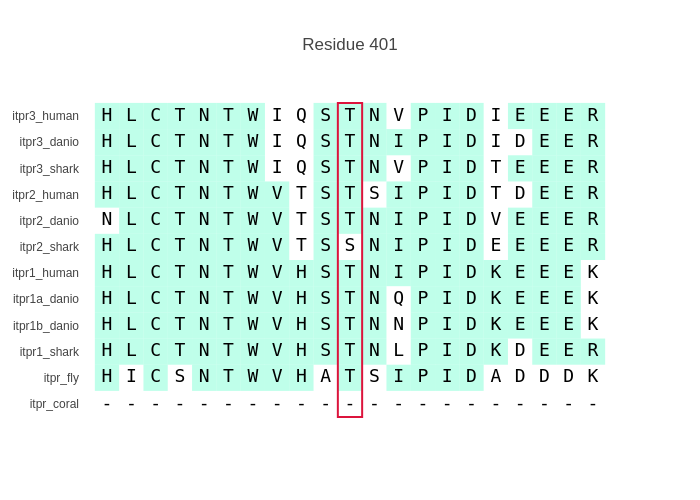 Residue 401
itpr3_human H L C T N T W I Q S T N V P I D I E E E R
itpr3_danio H L C T N T W I Q S T N I P I D I D E E R
itpr3_shark H L C T N T W I Q S T N V P I D T E E E R
itpr2_human H L C T N T W V T S T S I P I D T D E E R
itpr2_danio N L C T N T W V T S T N I P I D V E E E R
itpr2_shark H L C T N T W V T S S N I P I D E E E E R
itpr1_human H L C T N T W V H S T N I P I D K E E E K
itpr1a_danio H L C T N T W V H S T N Q P I D K E E E K
itpr1b_danio H L C T N T W V H S T N N P I D K E E E K
itpr1_shark H L C T N T W V H S T N L P I D K D E E R
itpr_fly H I C S N T W V H A T S I P I D A D D D K
itpr_coral - - - - - - - - - - - - - - - - - - - - -